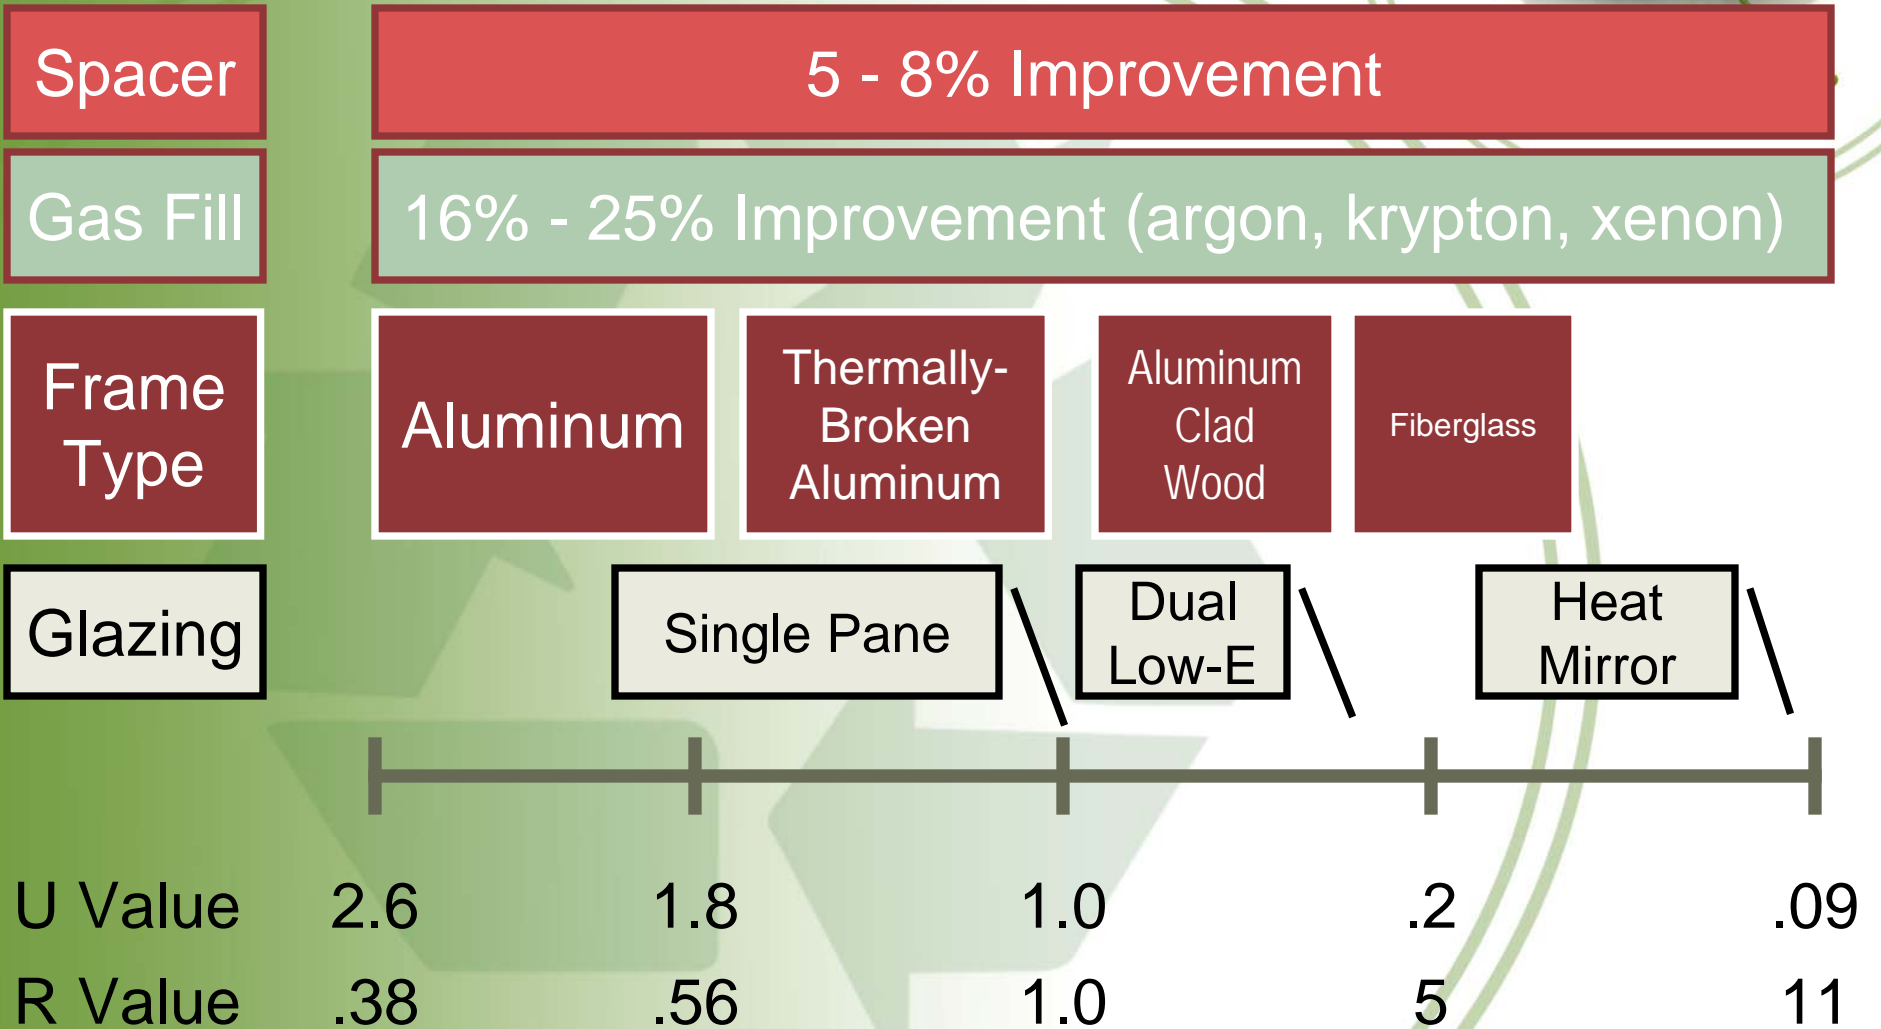 Spacer
5 - 8% Improvement
Gas Fill
16% - 25% Improvement (argon, krypton, xenon)
Frame
Type
Aluminum
Thermally-
Broken
Aluminum
Aluminum
Clad
Wood
Fiberglass
Glazing
Single Pane
Dual
Low-E
Heat
Mirror
U Value 2.6 1.8 1.0 .2 .09
R Value .38 .56 1.0 5 11